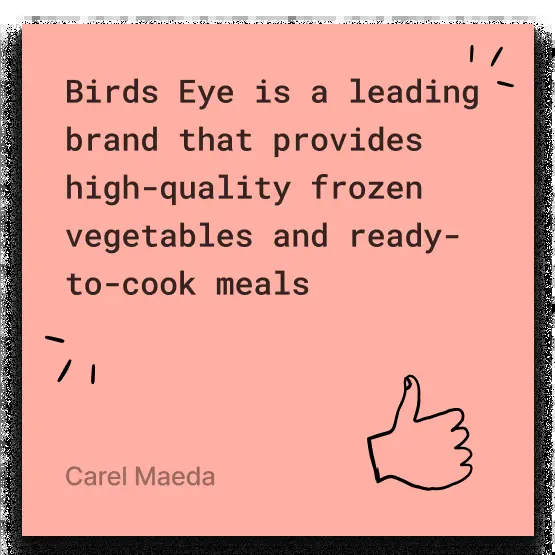 Birds Eye is a leading
brand that provides
high-quality frozen
vegetables and ready-
to-cook meals
Carel Maeda